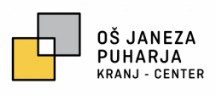 OŠ JANEZA
PUHARJA
KRANJ - CENTER